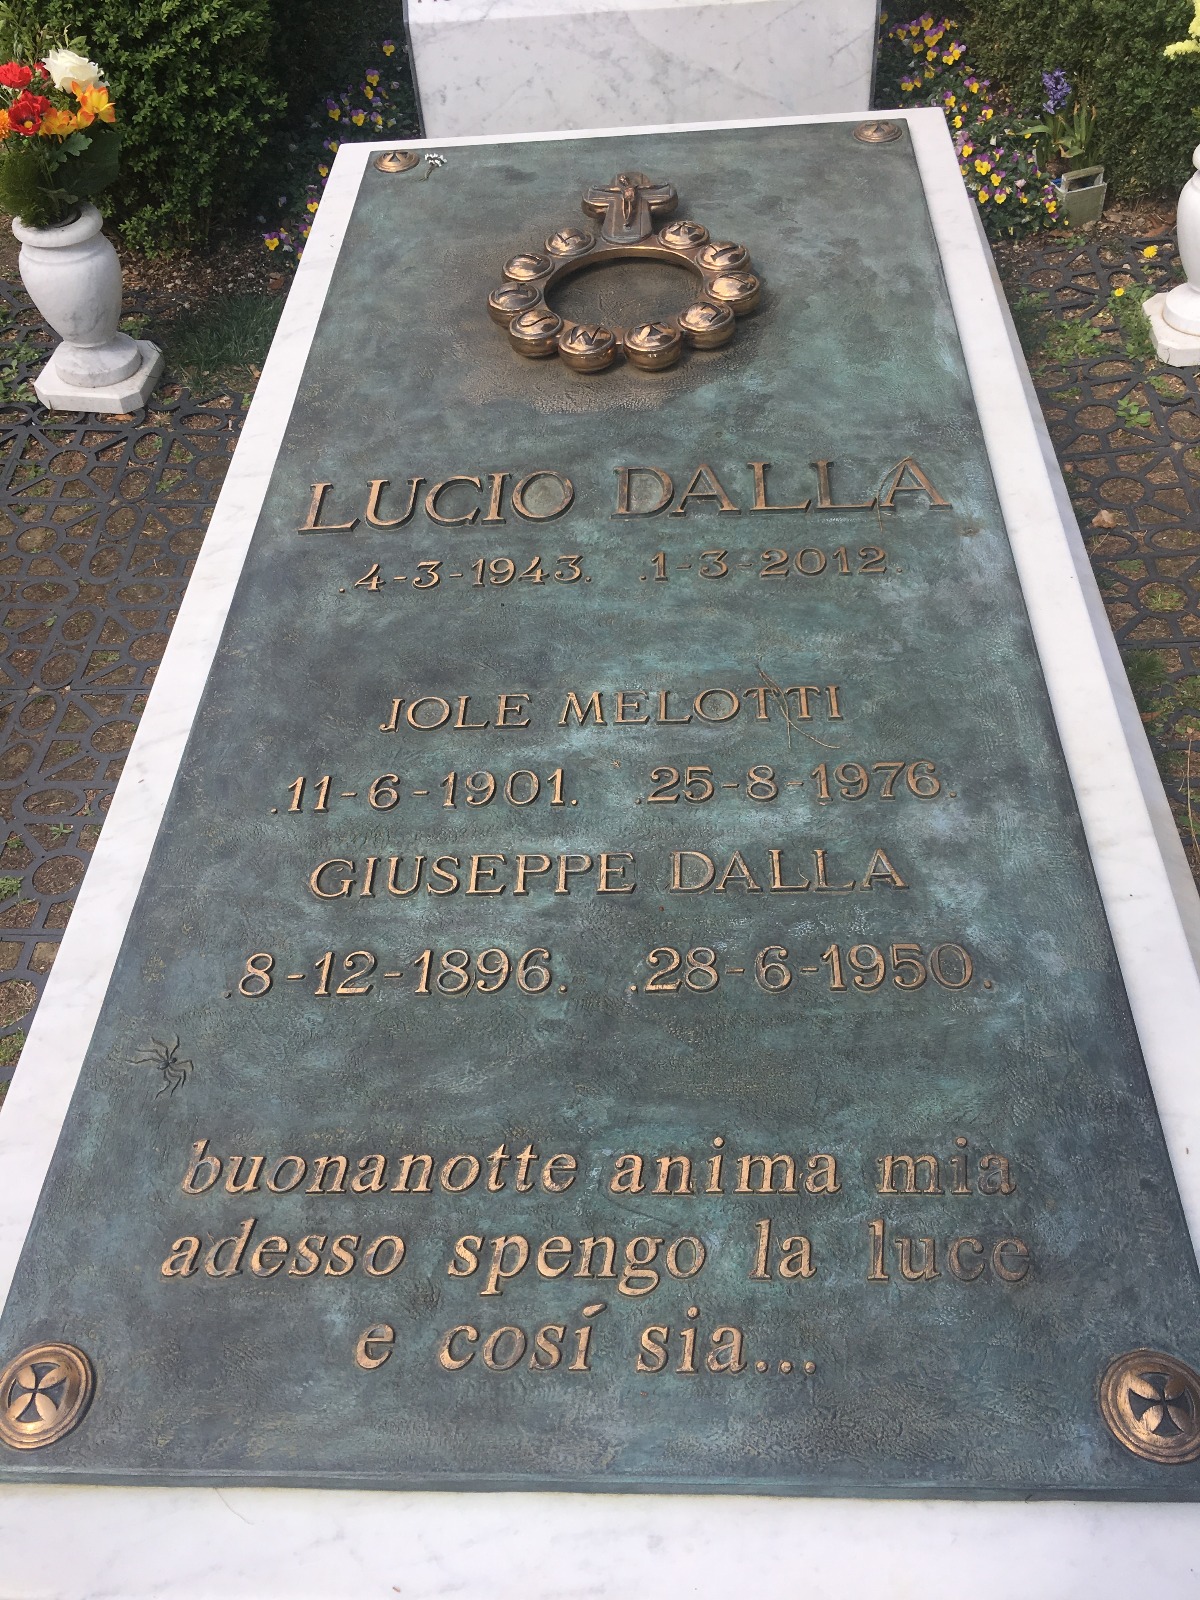 LUCIO DALLA
.4-3-1943. .1-3-2012.
JOLE MELOTTI
.11-6-1901. .25-8-1976.
GIUSEPPE DALLA
.8-12-1896. .28-6-1950.
buonanotte anima mia
adesso spengo la luce
e cosí sia...